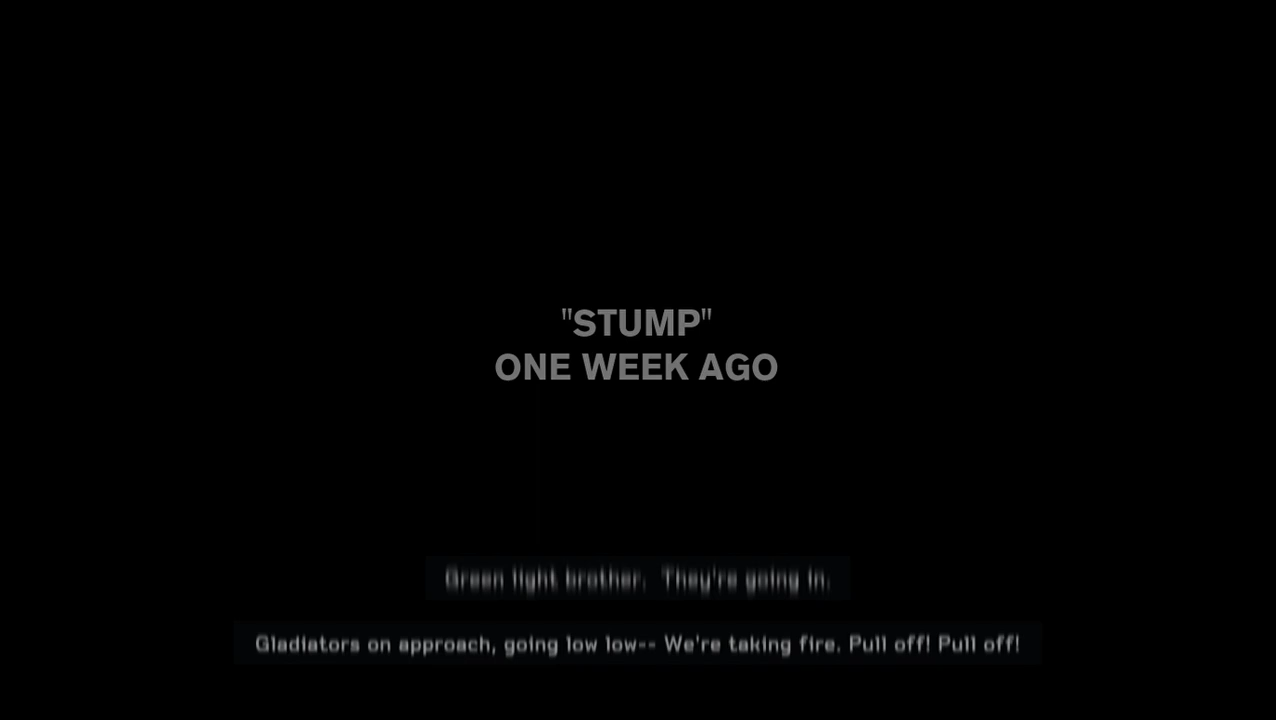 "STUMP"
ONE WEEK AGO
Green light brother. They're going in.
Gladiators on approach, going low low-- We're taking fire. Pull off! Pull off!